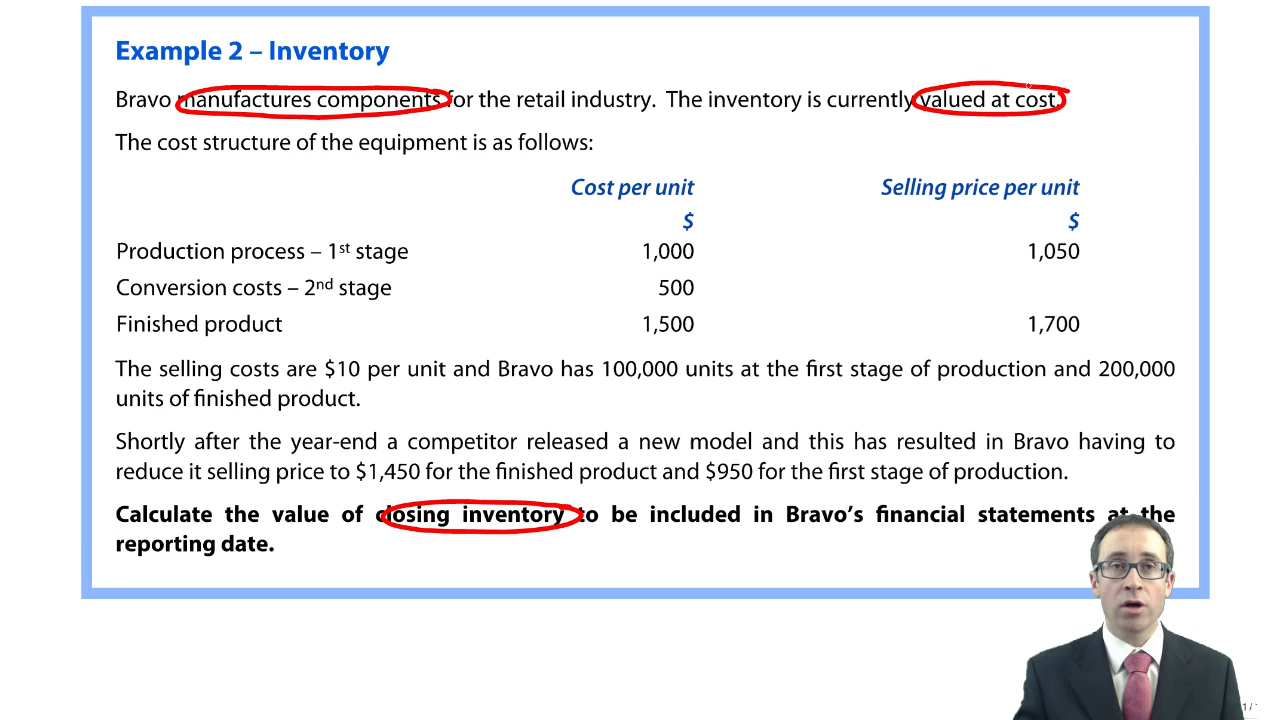 Example 2 – Inventory
Bravo manufactures components for the retail industry. The inventory is currently valued at cost.
The cost structure of the equipment is as follows:
Cost per unit Selling price per unit
$ $
Production process – 1st stage 1,000 1,050
Conversion costs – 2nd stage 500
Finished product 1,500 1,700
The selling costs are $10 per unit and Bravo has 100,000 units at the first stage of production and 200,000
units of finished product.
Shortly after the year-end a competitor released a new model and this has resulted in Bravo having to
reduce it selling price to $1,450 for the finished product and $950 for the first stage of production.
Calculate the value of closing inventory to be included in Bravo's financial statements at the
reporting date.